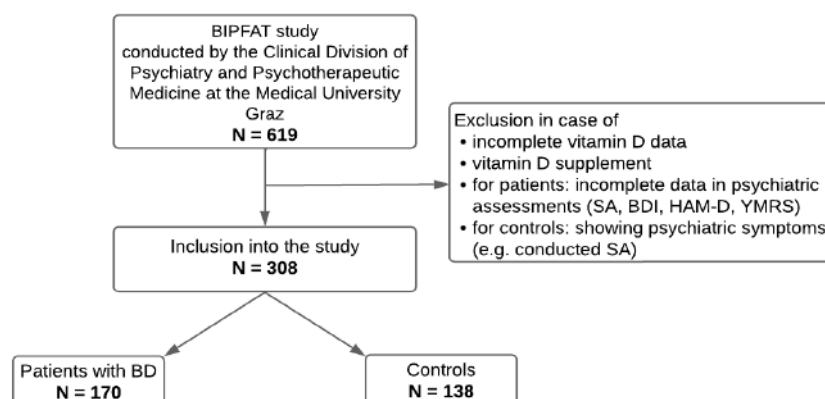 BIPFAT study
conducted by the Clinical Division of
Psychiatry and Psychotherapeutic
Medicine at the Medical University
Graz
N = 619
Exclusion in case of
• incomplete vitamin D data
• vitamin D supplement
• for patients: incomplete data in psychiatric
assessments (SA, BDI, HAM-D, YMRS)
• for controls: showing psychiatric symptoms
(e.g. conducted SA)
Inclusion into the study
N = 308
Patients with BD
N = 170
Controls
N = 138